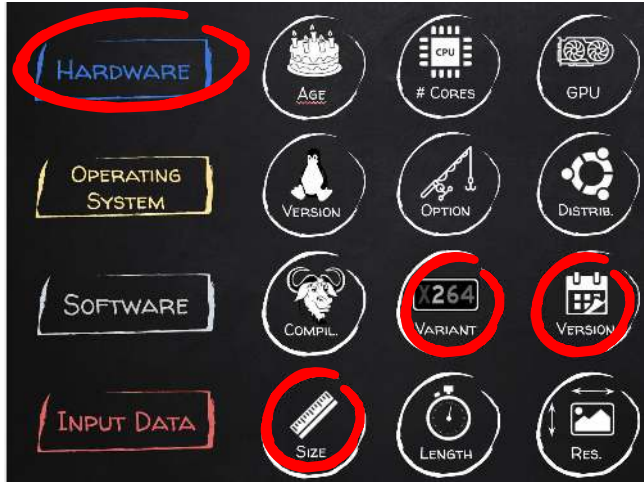 HARDWARE
AGE
CPU
# CORES
GPU
OPERATING
SYSTEM
VERSION
OPTION
DISTRIB.
SOFTWARE
COMPIL.
X264
VARIANT
VERSION
INPUT DATA
SIZE
LENGTH
RES.